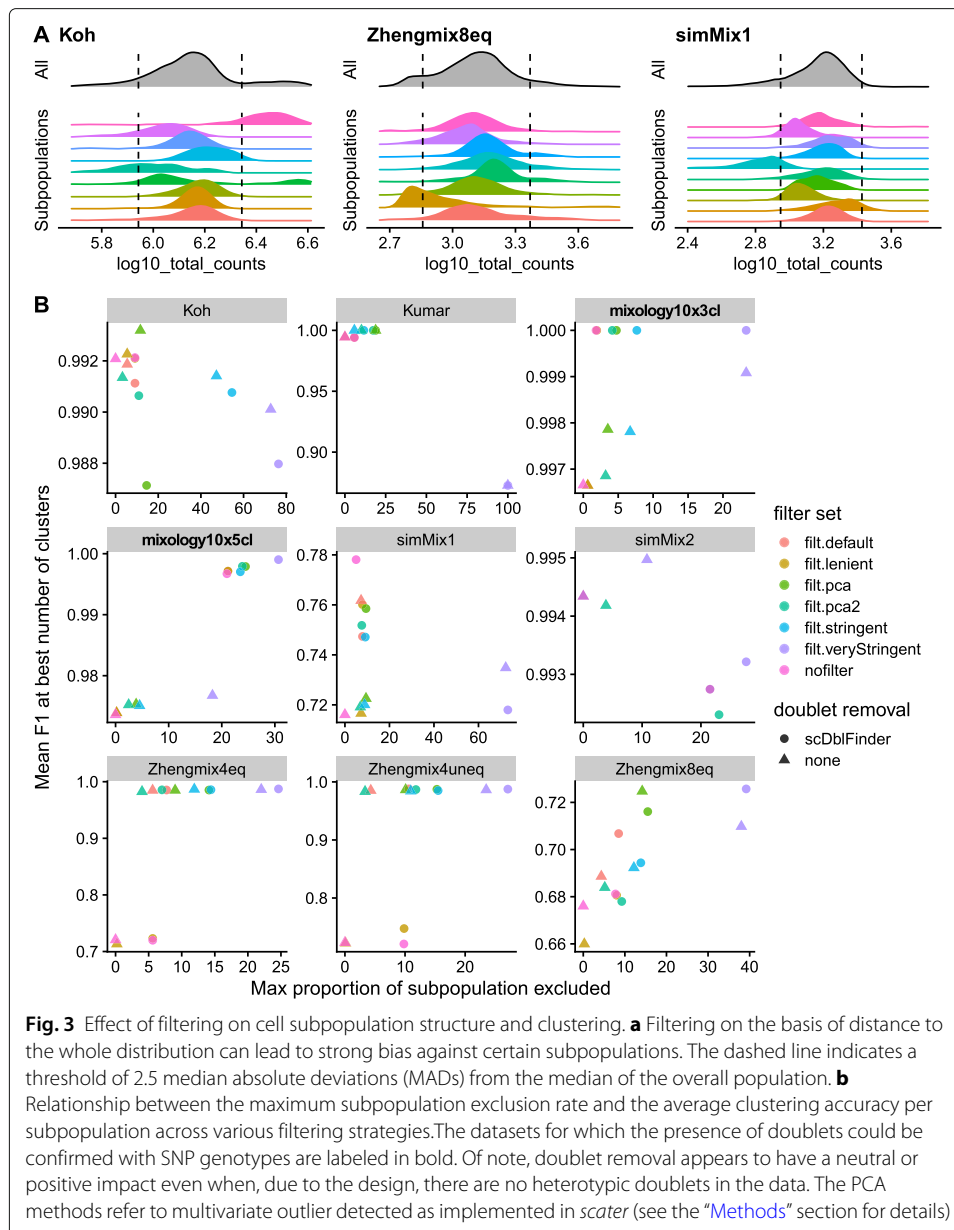 A
Koh
Zhengmix8eq
simMix1
All
All
All
Subpopulations
Subpopulations
Subpopulations
5.8 6.0 6.2 6.4 6.6
2.7 3.0 3.3 3.6
2.4 2.8 3.2 3.6
log10_total_counts
log10_total_counts
log10_total_counts
B
Mean F1 at best number of clusters
Koh
0.992
0.990
0.988
0 20 40 60 80
Kumar
1.00
0.95
0.90
0 25 50 75 100
mixology10x3cl
1.000
0.999
0.998
0.997
0 5 10 15 20
mixology10x5cl
1.00
0.99
0.98
0 10 20 30
simMix1
0.78
0.76
0.74
0.72
0 20 40 60
simMix2
0.995
0.994
0.993
0 20
Zhengmix4eq
1.0
0.9
0.8
0.7
0 5 10 15 20 25
Zhengmix4uneq
1.0
0.9
0.8
0 10 20
Zhengmix8eq
0.72
0.70
0.68
0.66
0 10 20 30 40
Max proportion of subpopulation excluded
filter set
filt.default
filt.lenient
filt.pca
filt.pca2
filt.stringent
filt.veryStringent
nofilter
doublet removal
scDblFinder
none
Fig. 3 Effect of filtering on cell subpopulation structure and clustering. a Filtering on the basis of distance to
the whole distribution can lead to strong bias against certain subpopulations. The dashed line indicates a
threshold of 2.5 median absolute deviations (MADs) from the median of the overall population. b
Relationship between the maximum subpopulation exclusion rate and the average clustering accuracy per
subpopulation across various filtering strategies.The datasets for which the presence of doublets could be
confirmed with SNP genotypes are labeled in bold. Of note, doublet removal appears to have a neutral or
positive impact even when, due to the design, there are no heterotypic doublets in the data. The PCA
methods refer to multivariate outlier detected as implemented in scater (see the “Methods” section for details)